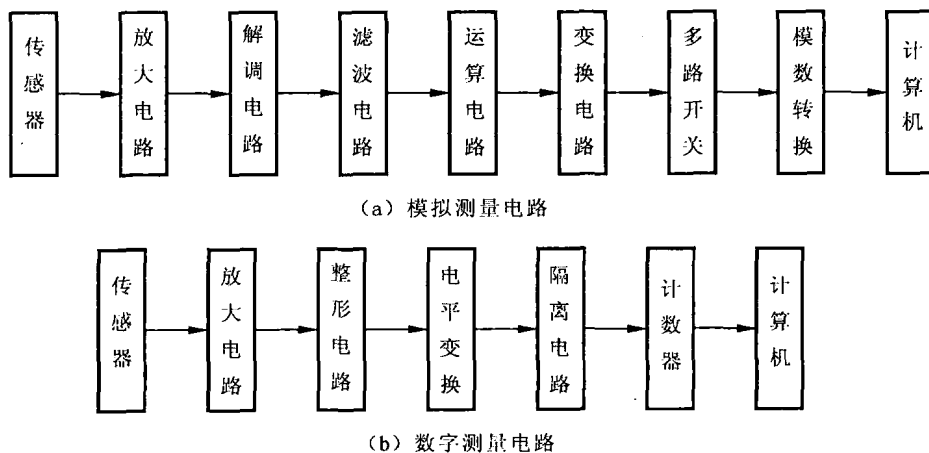 传感器
放大电路
解调电路
滤波电路
运算电路
变换电路
多路开关
模数转换
计算机
(a) 模拟测量电路
传感器
放大电路
整形电路
电平变换
隔离电路
计数器
计算机
(b) 数字测量电路